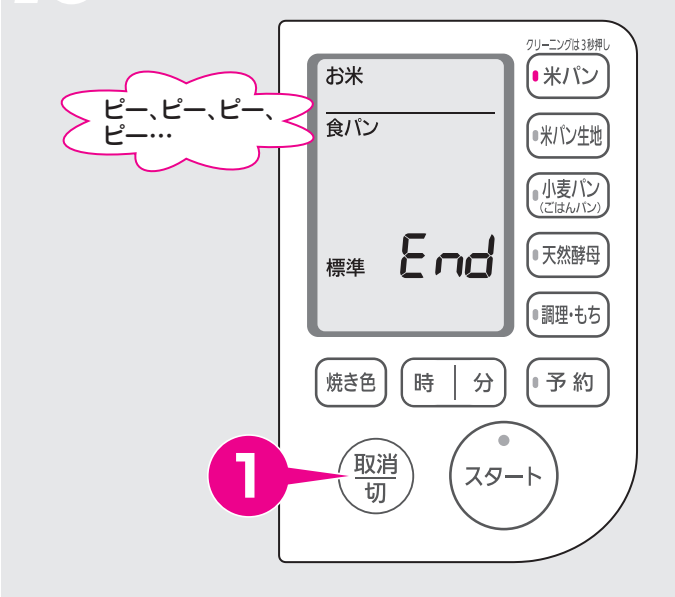 クリーニングは3秒押し
お米
米パン
ピー、ピー、ピー、
ピー…
食パン
米パン生地
小麦パン
(ごはんパン)
標準
End
天然酵母
調理・もち
焼き色
時
分
予約
1
取消
切
スタート